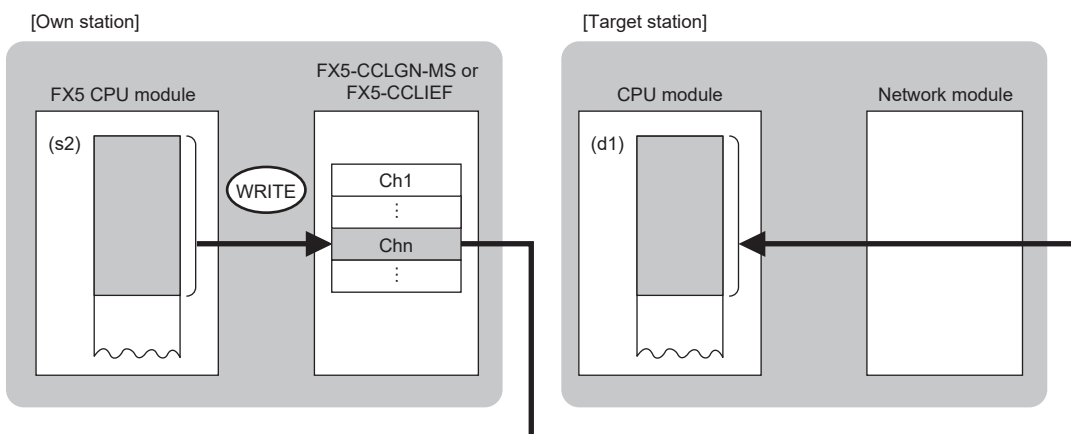 [Own station]
FX5 CPU module
(s2)
WRITE
FX5-CCLGN-MS or
FX5-CCLIEF
Ch1
⋮
Chn
⋮
[Target station]
CPU module
(d1)
Network module